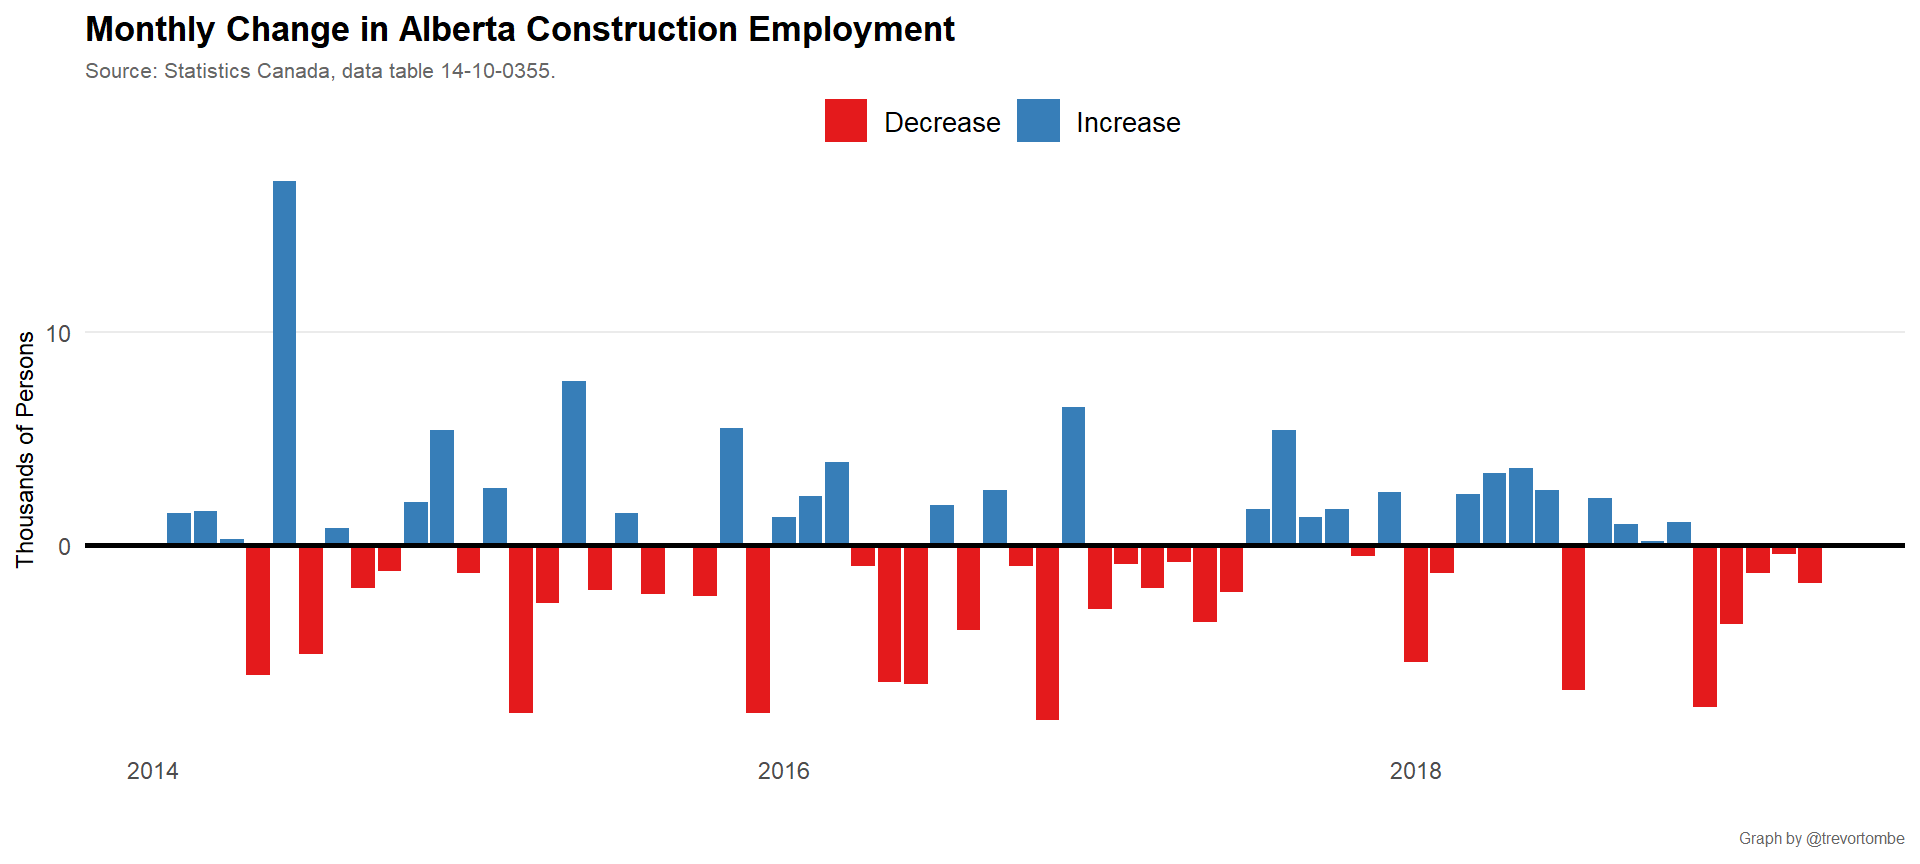 Monthly Change in Alberta Construction Employment
Source: Statistics Canada, data table 14-10-0355.
Decrease
Increase
Thousands of Persons
10
0
2014
2016
2018
Graph by @trevortombe